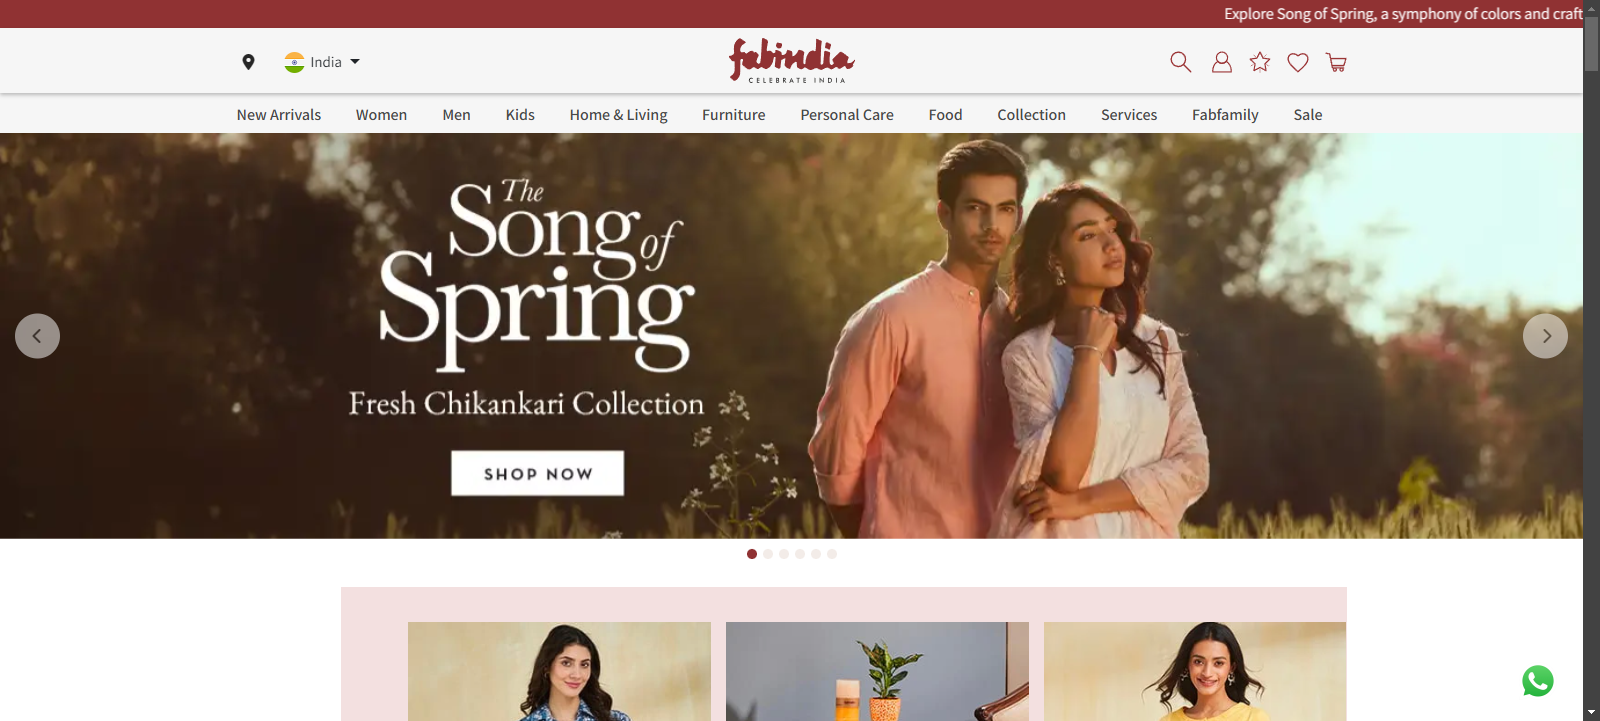 Explore Song of Spring, a symphony of colors and craft
India
fabindia
CELEBRATE INDIA
New Arrivals Women Men Kids Home & Living Furniture Personal Care Food Collection Services Fabfamily Sale
The
Song of
Spring
Fresh Chikankari Collection
SHOP NOW